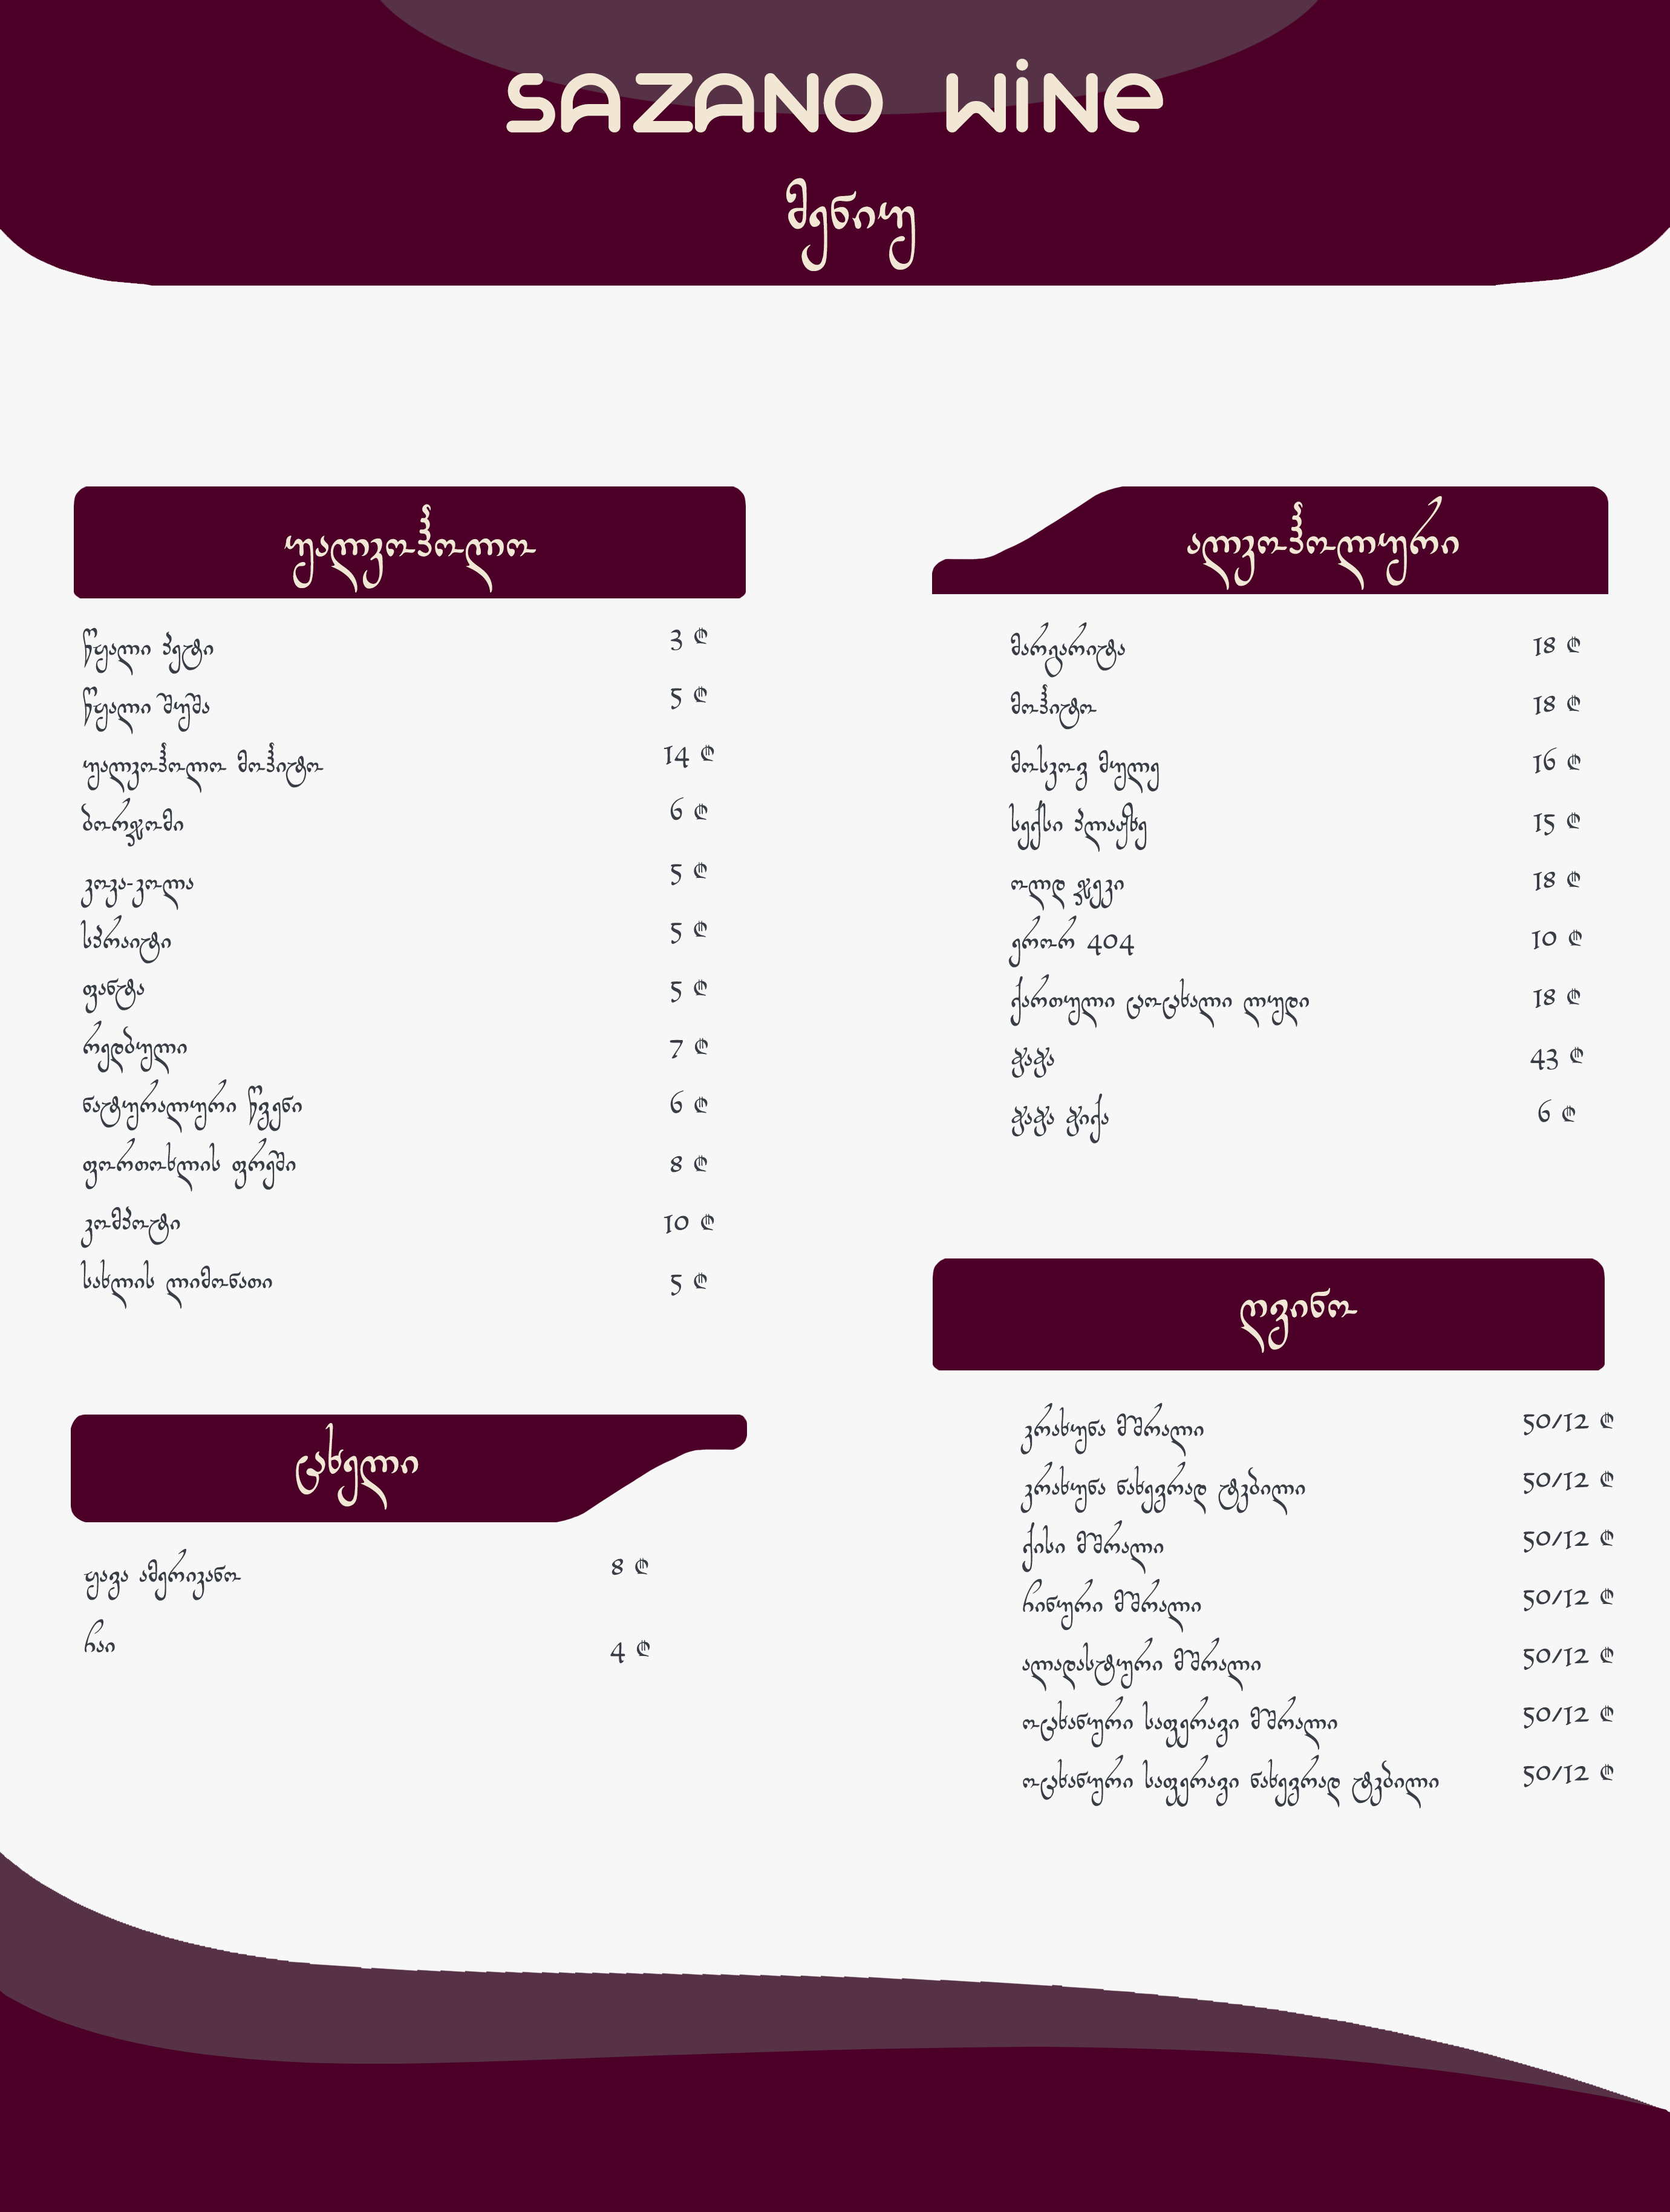 SAZANO WINE
მენიუ
უალკოჰოლო
წყალი პეტი 3 ₾
წყალი შუშა 5 ₾
უალკოჰოლო მოჰიტო 14 ₾
ბორჯომი 6 ₾
კოკა-კოლა 5 ₾
სპრაიტი 5 ₾
ფანტა 5 ₾
რედბული 7 ₾
ნატურალური წვენი 6 ₾
ფორთოხლის ფრეში 8 ₾
კომპოტი 10 ₾
სახლის ლიმონათი 5 ₾
ცხელი
ყავა ამერიკანო 8 ₾
ჩაი 4 ₾
ალკოჰოლური
მარგარიტა 18 ₾
მოჰიტო 18 ₾
მოსკოვ მულე 16 ₾
სექსი პლიაჟზე 15 ₾
ოლდ ჯეკი 18 ₾
ერორ 404 10 ₾
ქართული ცოცხალი ლუდი 18 ₾
ჭაჭა 43 ₾
ჭაჭა ჭიქა 6 ₾
ღვინო
კრახუნა მშრალი 50/12 ₾
კრახუნა ნახევრად ტკბილი 50/12 ₾
ქისი მშრალი 50/12 ₾
ჩინური მშრალი 50/12 ₾
ალადასტური მშრალი 50/12 ₾
ოცხანური საფერავი მშრალი 50/12 ₾
ოცხანური საფერავი ნახევრად ტკბილი 50/12 ₾